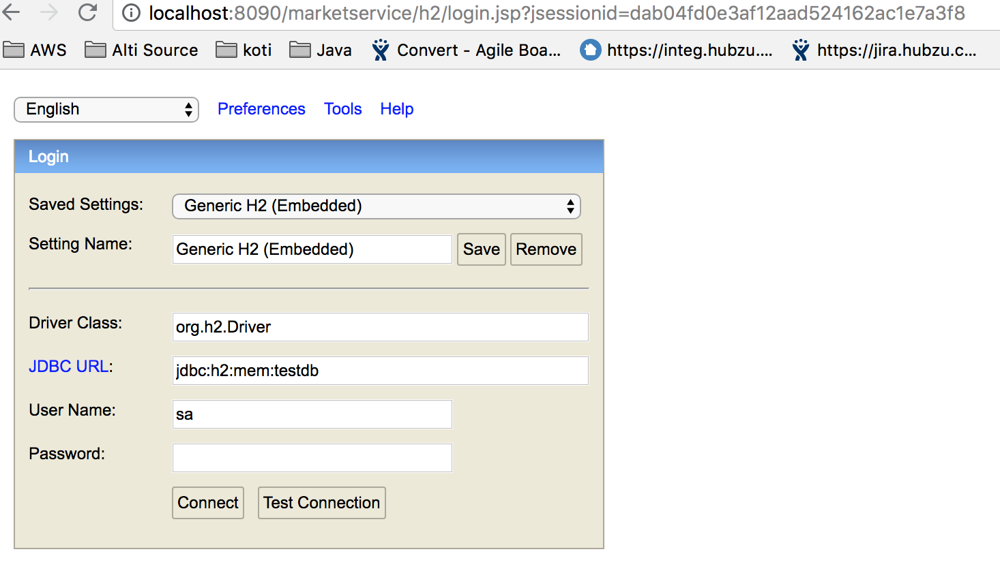 localhost:8090/marketservice/h2/login.jsp?jsessionid=dab04fd0e3af12aad524162ac1e7a3f8
AWS Alti Source koti Java Convert - Agile Boa... https://integ.hubzu.... https://jira.hubzu.c...
English Preferences Tools Help
Login
Saved Settings: Generic H2 (Embedded)
Setting Name: Generic H2 (Embedded) Save Remove
Driver Class: org.h2.Driver
JDBC URL: jdbc:h2:mem:testdb
User Name: sa
Password:
Connect Test Connection